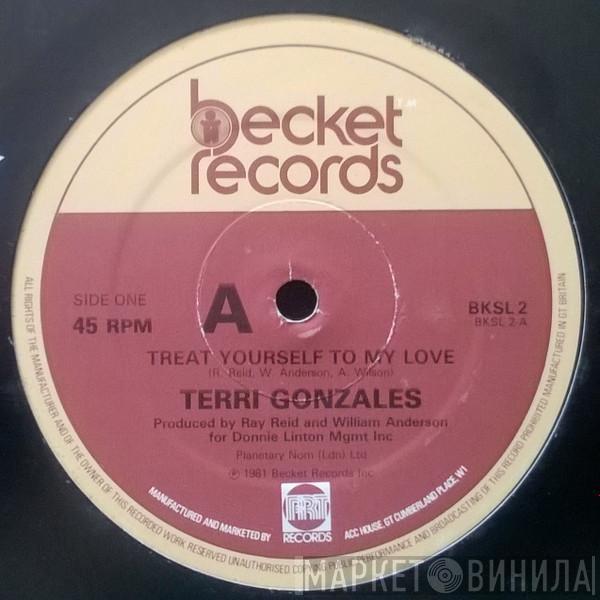 becket™
records
SIDE ONE
45 RPM
A
BKSL 2
BKSL 2 A
TREAT YOURSELF TO MY LOVE
(R. Reid, W. Anderson, A. Wilson)
TERRI GONZALES
Produced by Ray Reid and William Anderson
for Donnie Linton Mgmt Inc
Planetary Nom (Ldn) Ltd
℗ 1981 Becket Records Inc
MANUFACTURED AND MARKETED BY
RECORDS
ACC HOUSE. GT CUMBERLAND PLACE, W1
ALL RIGHTS OF THE MANUFACTURER AND OF THE OWNER OF THIS RECORDED WORK RESERVED UNAUTHORISED COPYING PUBLIC PERFORMANCE AND BROADCASTING OF THIS RECORD PROHIBITED MANUFACTURED IN GT BRITAIN
МАРКЕТ ВИНИЛА